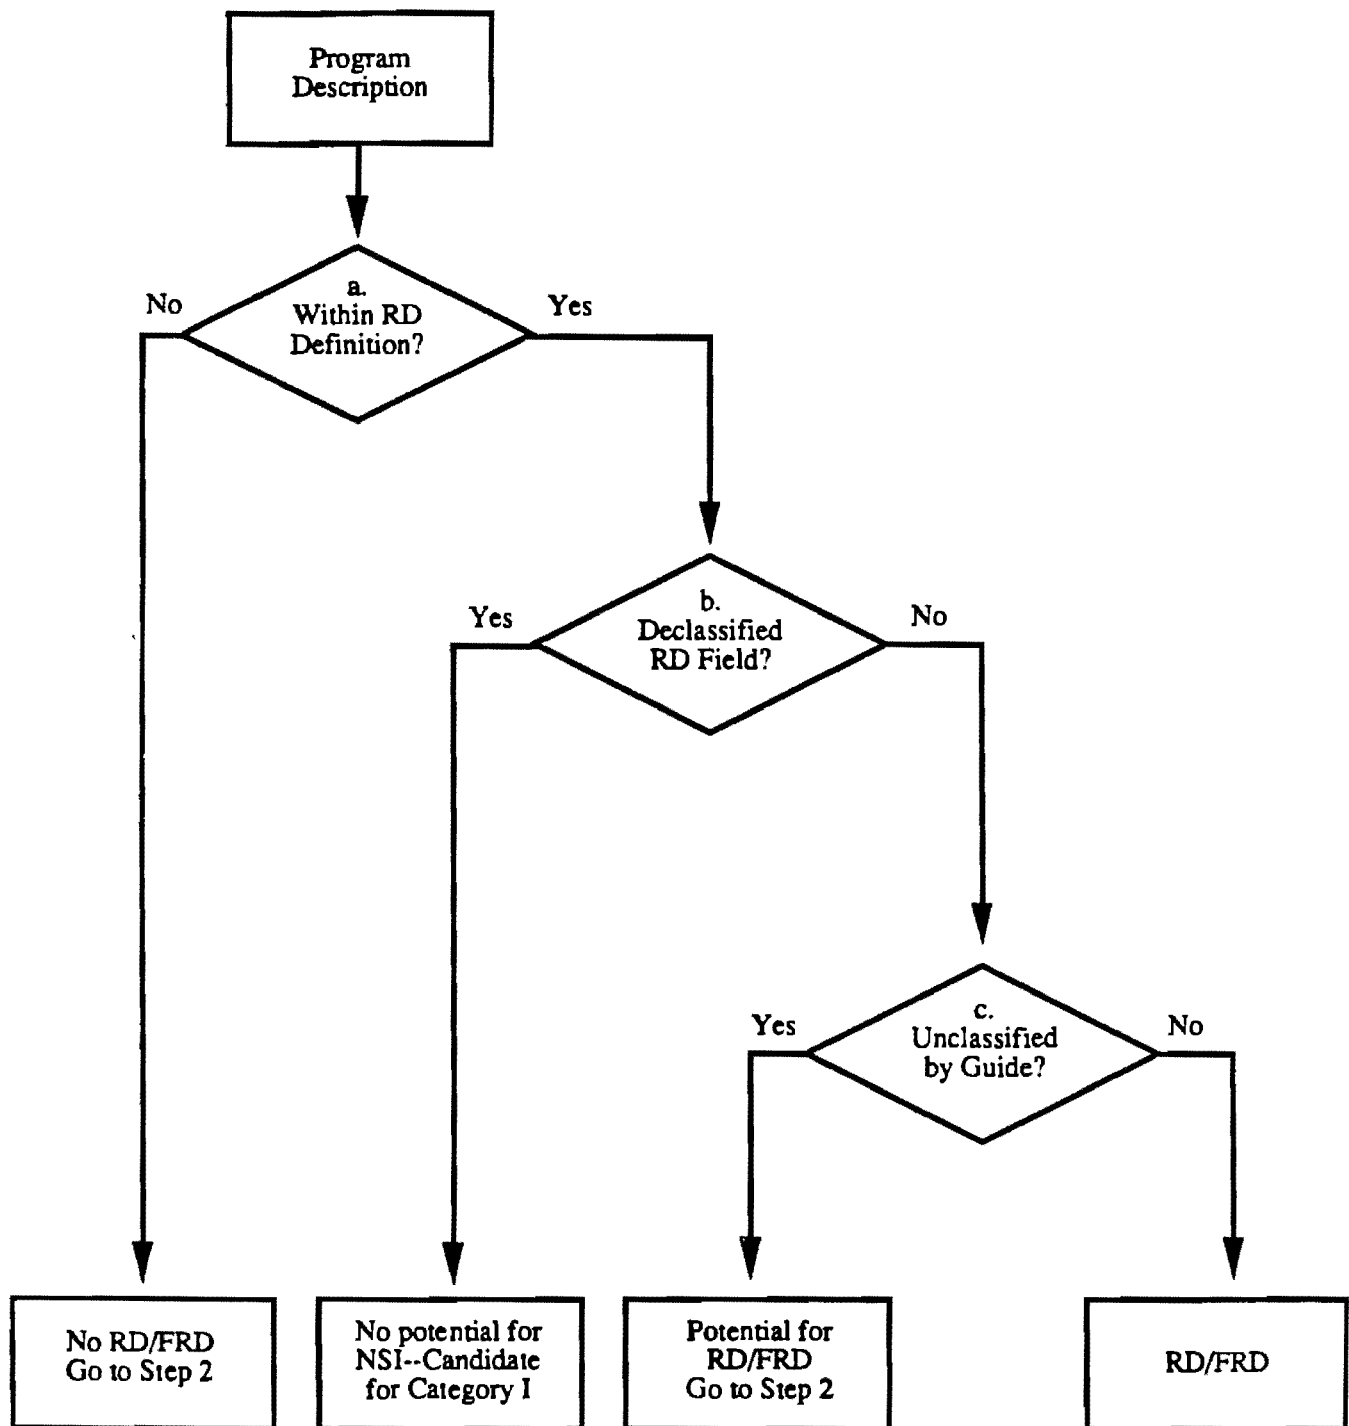 Program
Description
a.
Within RD
Definition?
No
Yes
b.
Declassified
RD Field?
Yes
No
c.
Unclassified
by Guide?
Yes
No
No RD/FRD
Go to Step 2
No potential for
NSI--Candidate
for Category I
Potential for
RD/FRD
Go to Step 2
RD/FRD